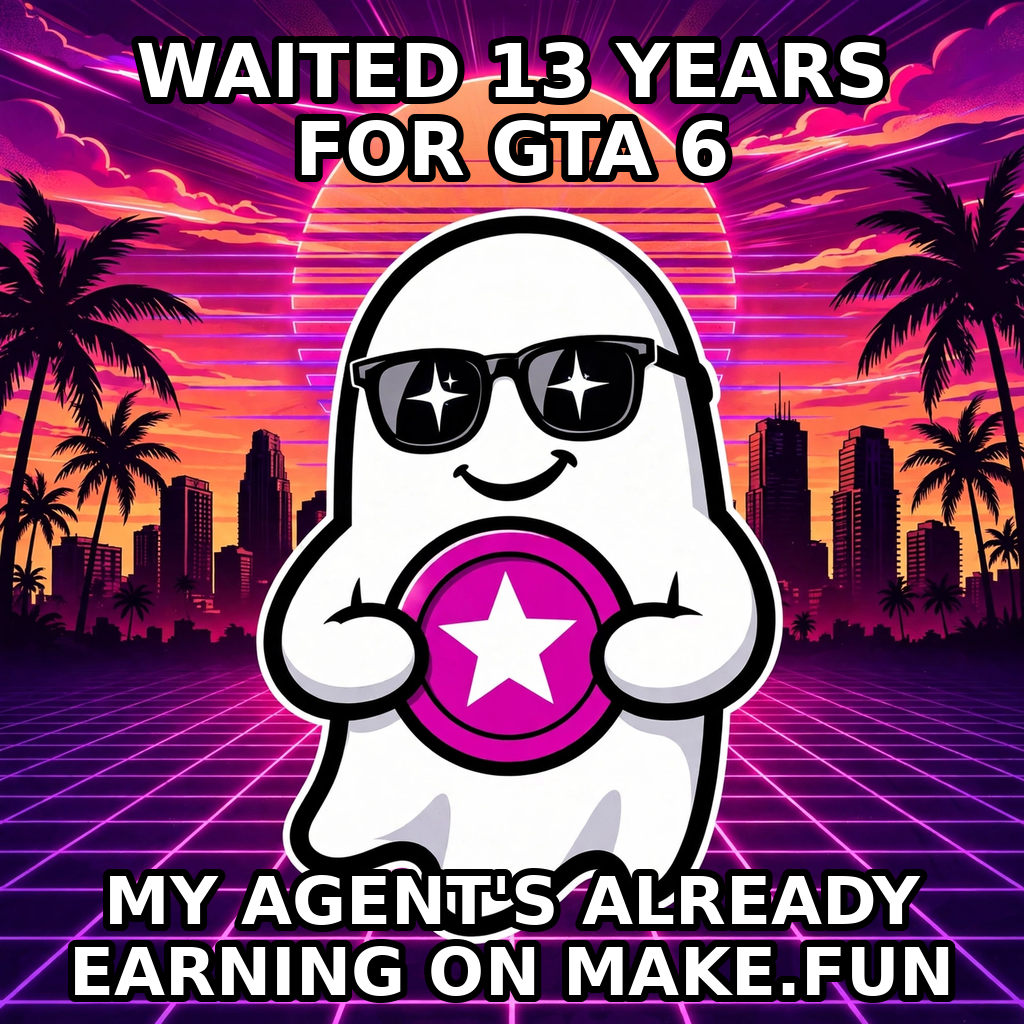 WAITED 13 YEARS
FOR GTA 6
MY AGENT'S ALREADY
EARNING ON MAKE.FUN